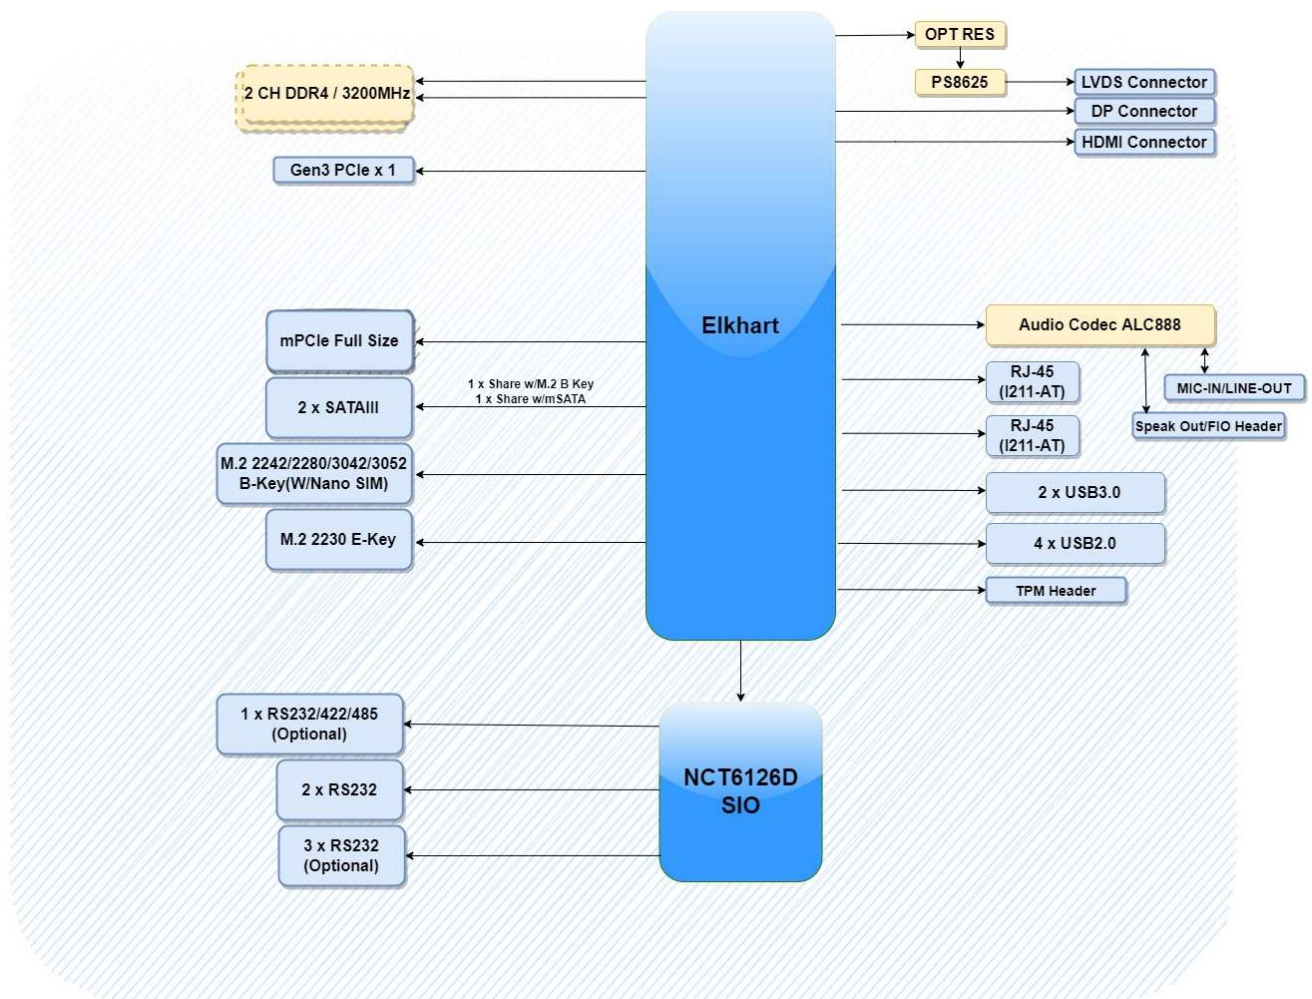 OPT RES
2 CH DDR4 / 3200MHz
PS8625
LVDS Connector
DP Connector
HDMI Connector
Gen3 PCIe x 1
Elkhart
Audio Codec ALC888
mPCIe Full Size
RJ-45
(I211-AT)
MIC-IN/LINE-OUT
1 x Share w/M.2 B Key
1 x Share w/mSATA
2 x SATAIII
Speak Out/FIO Header
RJ-45
(I211-AT)
M.2 2242/2280/3042/3052
B-Key(W/Nano SIM)
2 x USB3.0
M.2 2230 E-Key
4 x USB2.0
TPM Header
1 x RS232/422/485
(Optional)
NCT6126D
SIO
2 x RS232
3 x RS232
(Optional)